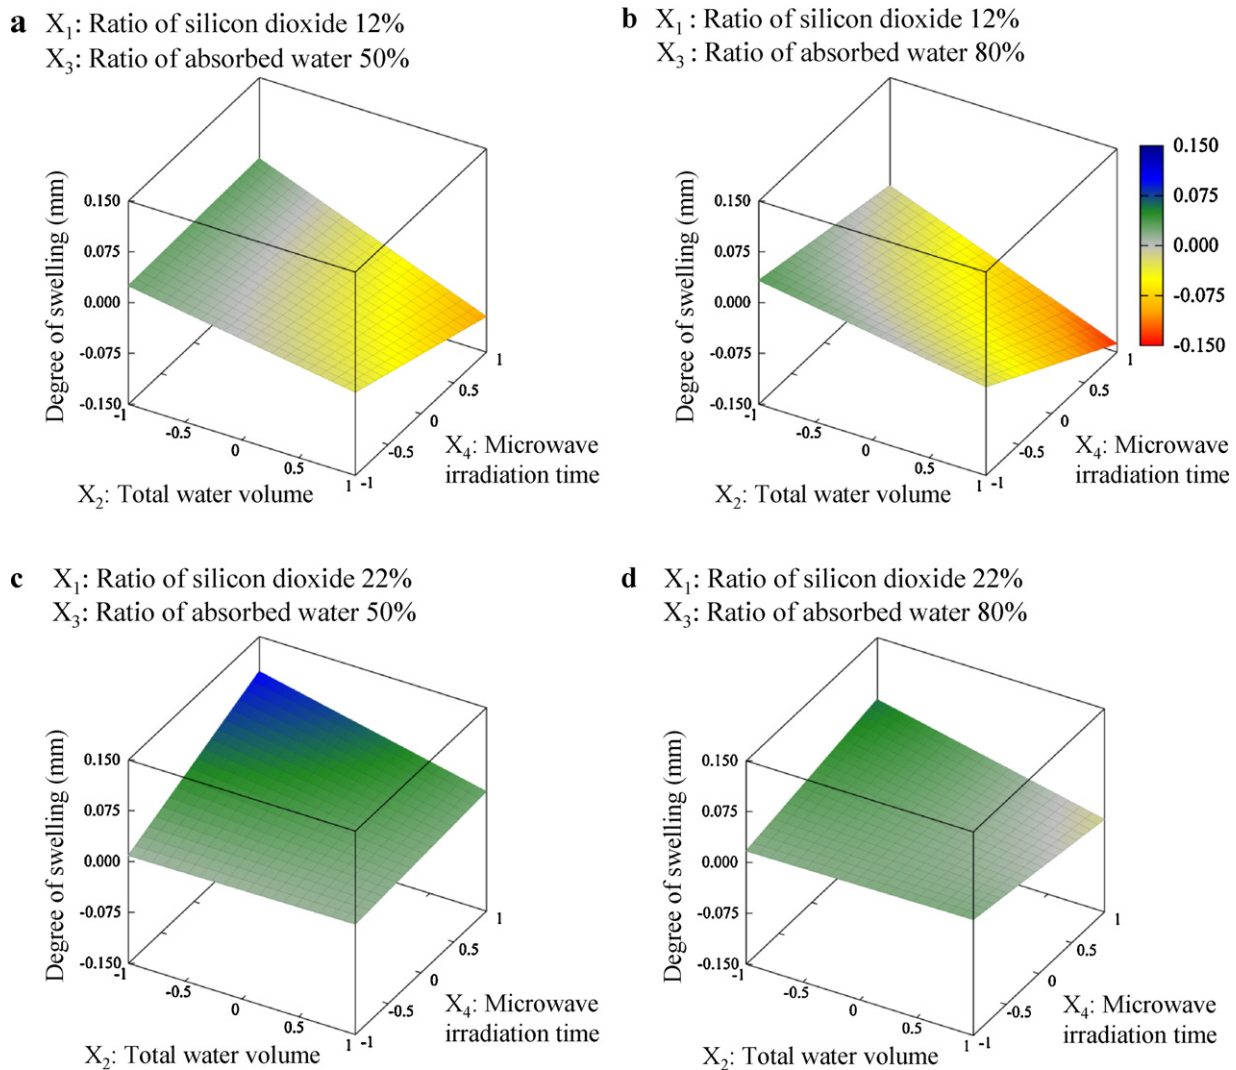 a X₁: Ratio of silicon dioxide 12%
X₃: Ratio of absorbed water 50%
Degree of swelling (mm)
0.150
0.075
0.000
-0.075
-0.150
-1
-0.5
0
0.5
1
X₂: Total water volume
-1
-0.5
0
0.5
1
X₄: Microwave
irradiation time
b X₁ : Ratio of silicon dioxide 12%
X₃ : Ratio of absorbed water 80%
Degree of swelling (mm)
0.150
0.075
0.000
-0.075
-0.150
-1
-0.5
0
0.5
1
X₂: Total water volume
-1
-0.5
0
0.5
1
X₄: Microwave
irradiation time
0.150
0.075
0.000
-0.075
-0.150
c X₁: Ratio of silicon dioxide 22%
X₃: Ratio of absorbed water 50%
Degree of swelling (mm)
0.150
0.075
0.000
-0.075
-0.150
-1
-0.5
0
0.5
1
X₂: Total water volume
-1
-0.5
0
0.5
1
X₄: Microwave
irradiation time
d X₁: Ratio of silicon dioxide 22%
X₃: Ratio of absorbed water 80%
Degree of swelling (mm)
0.150
0.075
0.000
-0.075
-0.150
-1
-0.5
0
0.5
1
X₂: Total water volume
-1
-0.5
0
0.5
1
X₄: Microwave
irradiation time